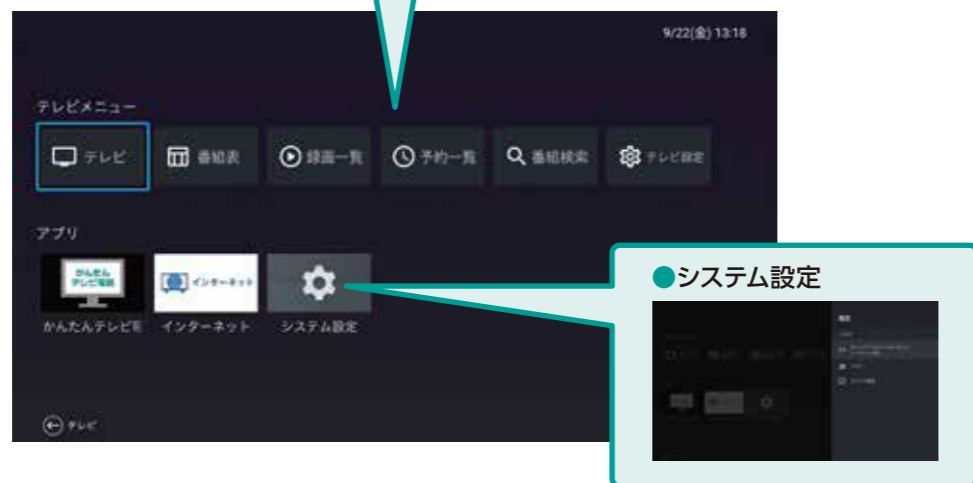 9/22(金) 13:18
テレビメニュー
テレビ
番組表
録画一覧
予約一覧
番組検索
テレビ設定
アプリ
かんたん
テレビ電話
インターネット
かんたんテレビ電
インターネット
システム設定
テレビ
●システム設定